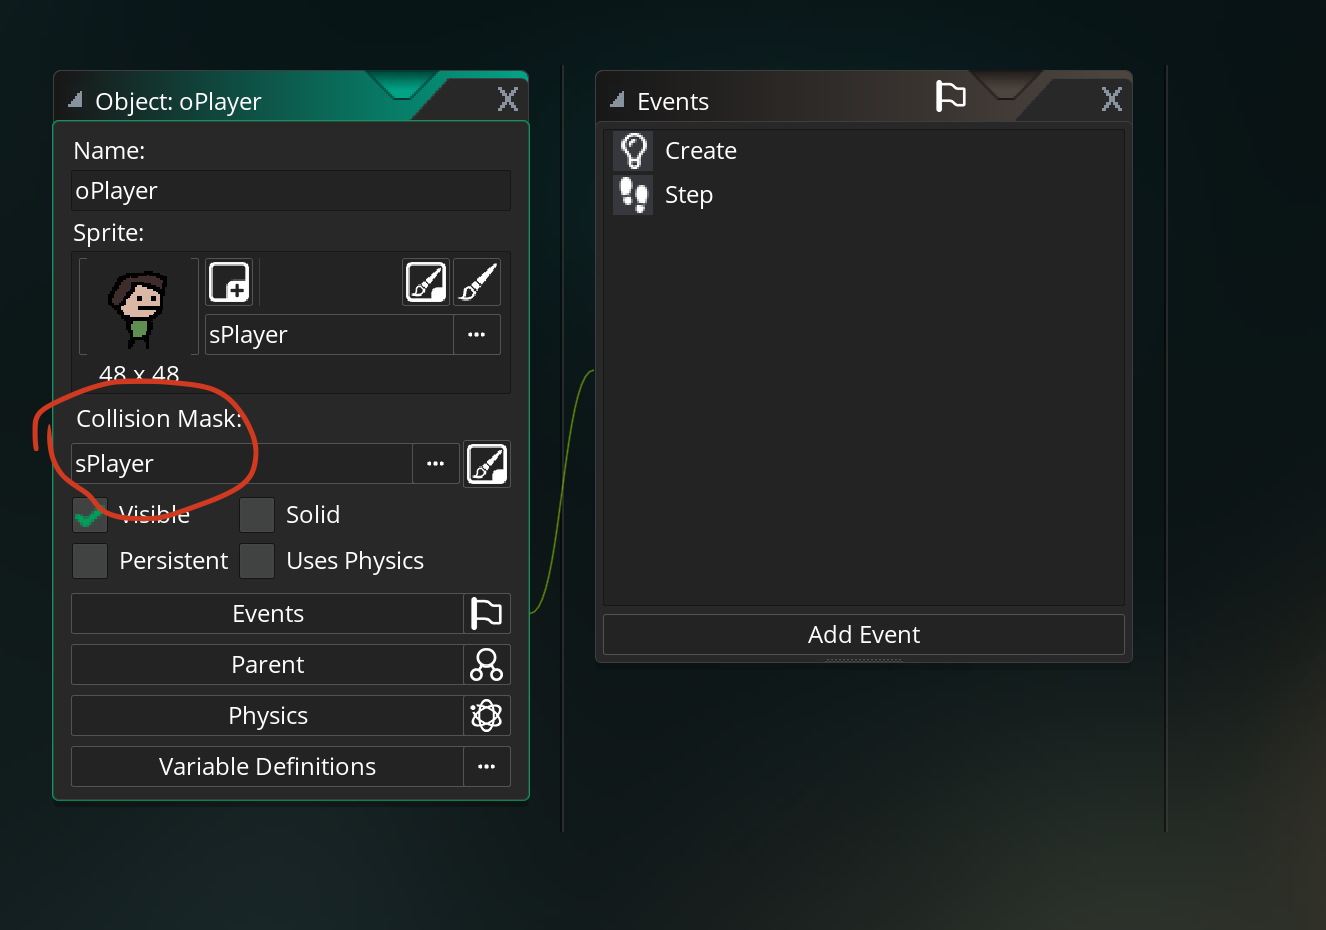 Object: oPlayer
X
Name:
oPlayer
Sprite:
sPlayer
...
48 x 48
Collision Mask:
sPlayer
...
Visible
Solid
Persistent
Uses Physics
Events
Parent
Physics
Variable Definitions
...
Events
X
Create
Step
Add Event